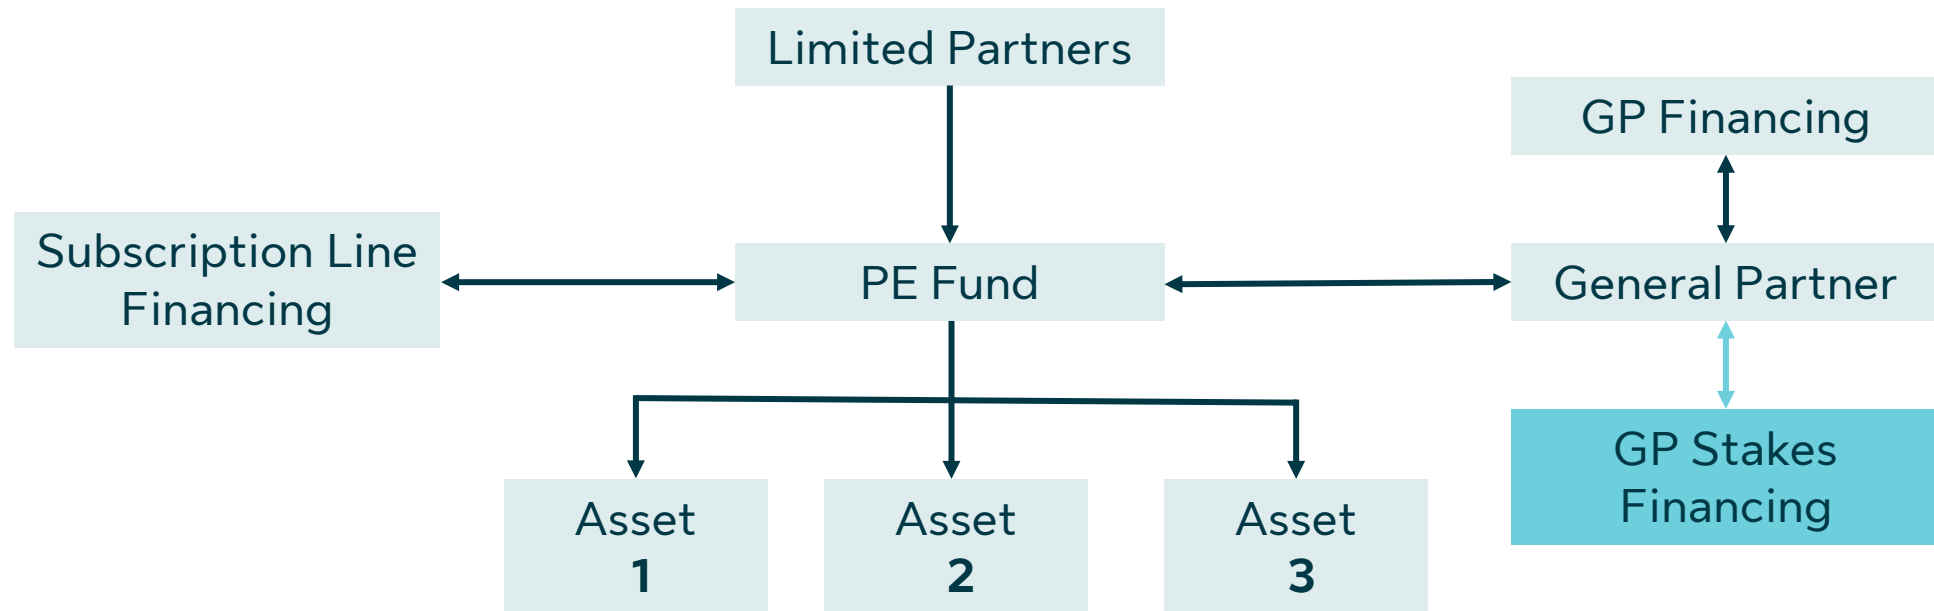 Limited Partners
GP Financing
Subscription Line
Financing
PE Fund
General Partner
GP Stakes
Financing
Asset
1
Asset
2
Asset
3